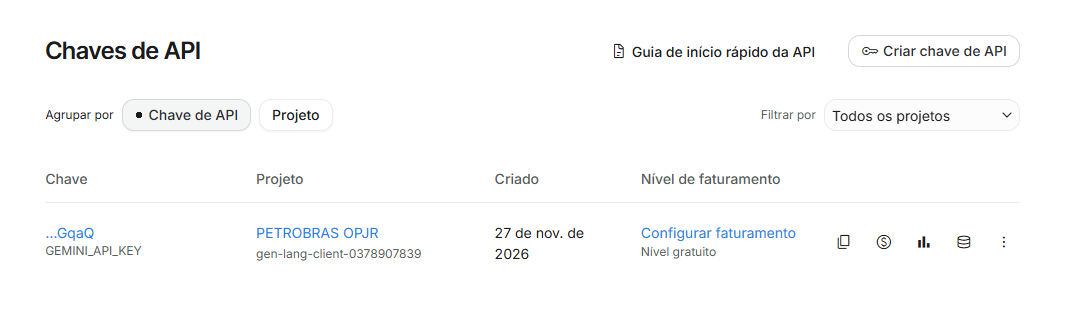 Chaves de API
Guia de início rápido da API
Criar chave de API
Agrupar por
Chave de API
Projeto
Filtrar por
Todos os projetos
Chave
Projeto
Criado
Nível de faturamento
...GqaQ
GEMINI_API_KEY
PETROBRAS OPJR
gen-lang-client-0378907839
27 de nov. de
2026
Configurar faturamento
Nível gratuito